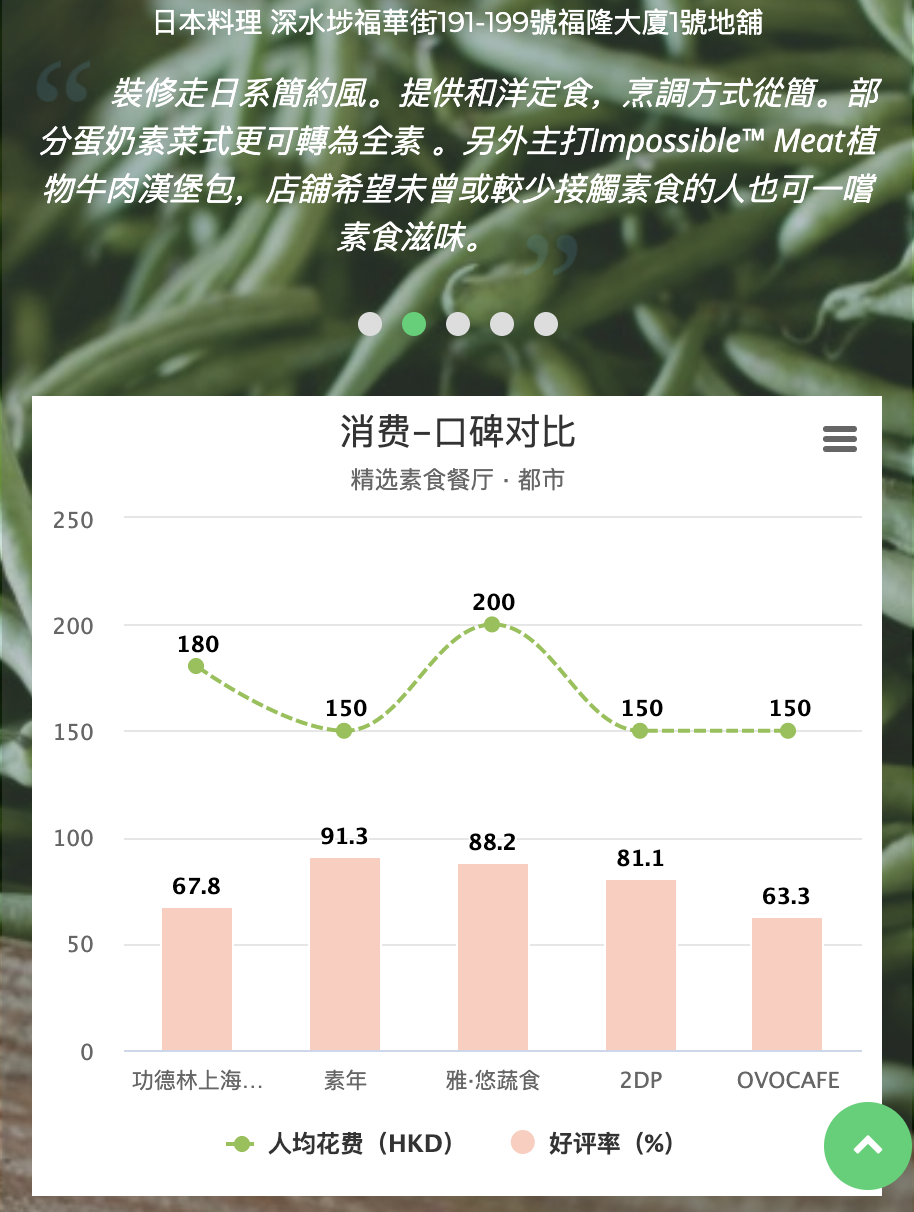 日本料理 深水埗福華街191-199號福隆大廈1號地舖
“ 裝修走日系簡約風。提供和洋定食，烹調方式從簡。部
分蛋奶素菜式更可轉為全素 。另外主打Impossible™ Meat植
物牛肉漢堡包，店舖希望未曾或較少接觸素食的人也可一嚐
素食滋味。 ”
消费–口碑对比
精选素食餐厅 · 都市
250
200
150
100
50
0
180
150
200
150
150
67.8
91.3
88.2
81.1
63.3
功德林上海…
素年
雅·悠蔬食
2DP
OVOCAFE
人均花费（HKD）
好评率（%）